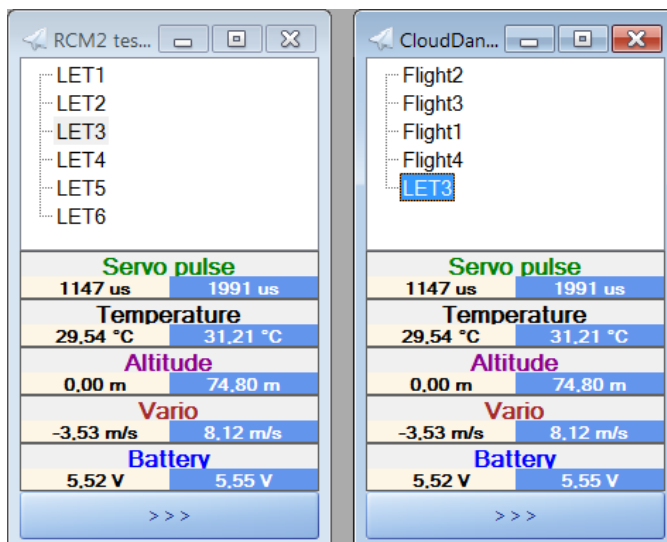 RCM2 tes...
LET1
LET2
LET3
LET4
LET5
LET6
Servo pulse
1147 us 1991 us
Temperature
29,54 °C 31,21 °C
Altitude
0,00 m 74,80 m
Vario
-3,53 m/s 8,12 m/s
Battery
5,52 V 5,55 V
>>>
CloudDan...
Flight2
Flight3
Flight1
Flight4
LET3
Servo pulse
1147 us 1991 us
Temperature
29,54 °C 31,21 °C
Altitude
0,00 m 74,80 m
Vario
-3,53 m/s 8,12 m/s
Battery
5,52 V 5,55 V
>>>